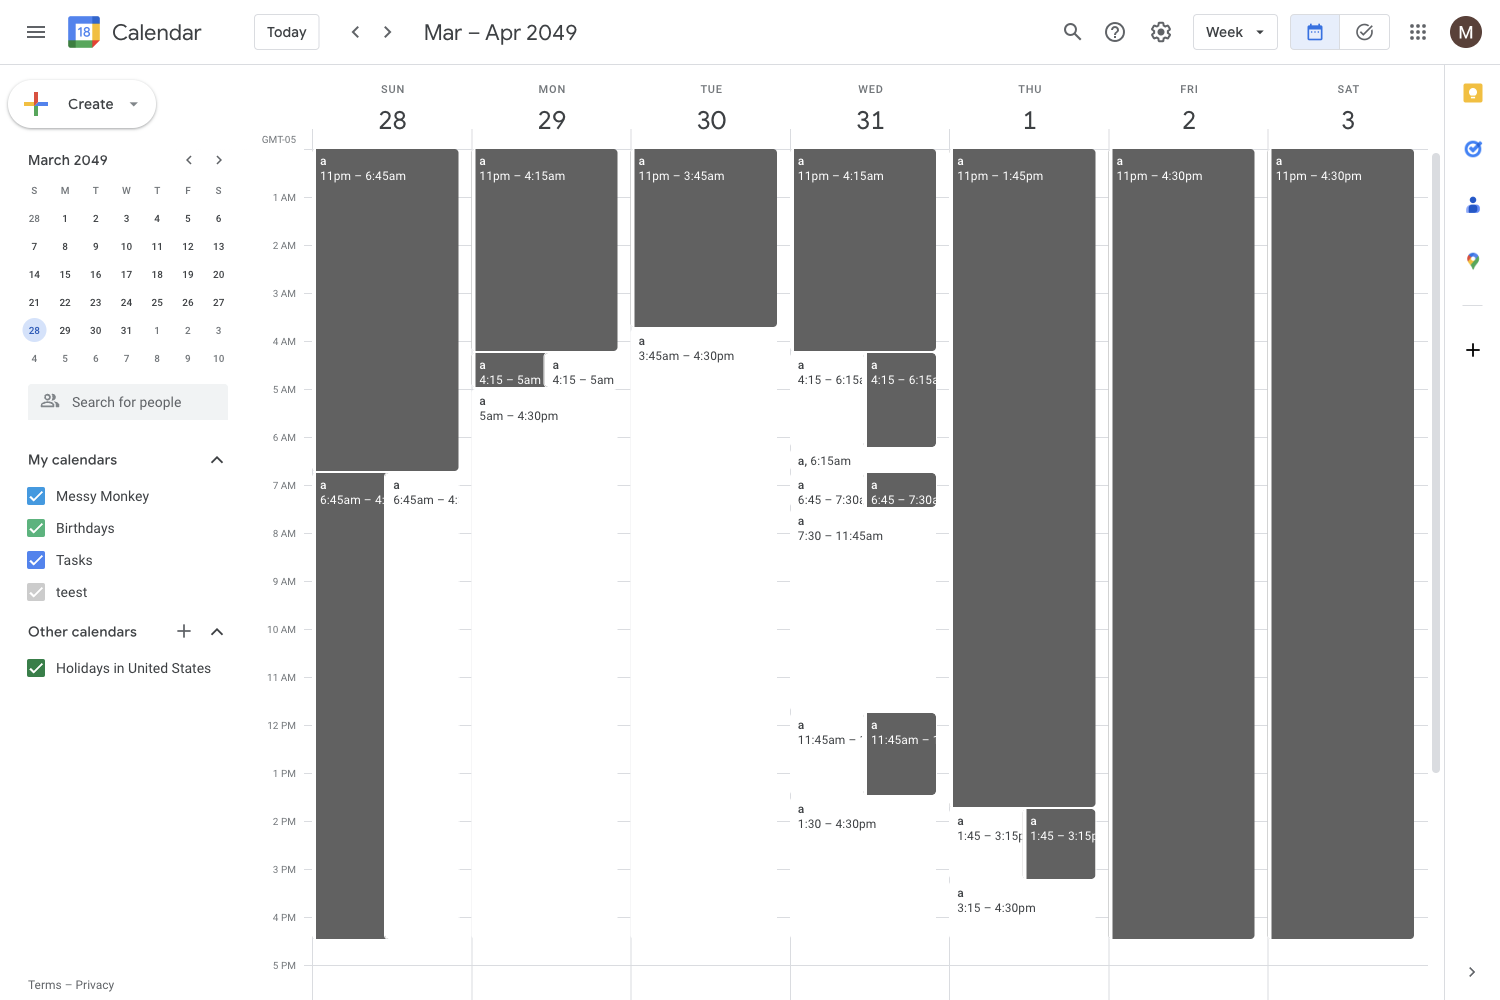 18 Calendar
Today
Mar – Apr 2049
Week
M
Create
March 2049
S M T W T F S
28 1 2 3 4 5 6
7 8 9 10 11 12 13
14 15 16 17 18 19 20
21 22 23 24 25 26 27
28 29 30 31 1 2 3
4 5 6 7 8 9 10
Search for people
My calendars
Messy Monkey
Birthdays
Tasks
teest
Other calendars
Holidays in United States
Terms – Privacy
SUN MON TUE WED THU FRI SAT
28 29 30 31 1 2 3
GMT-05
1 AM
2 AM
3 AM
4 AM
5 AM
6 AM
7 AM
8 AM
9 AM
10 AM
11 AM
12 PM
1 PM
2 PM
3 PM
4 PM
5 PM
a
11pm – 6:45am
a
6:45am – 4:
a
6:45am – 4:
a
11pm – 4:15am
a
4:15 – 5am
a
4:15 – 5am
a
5am – 4:30pm
a
11pm – 3:45am
a
3:45am – 4:30pm
a
11pm – 4:15am
a
4:15 – 6:15a
a
4:15 – 6:15a
a, 6:15am
a
6:45 – 7:30a
a
6:45 – 7:30a
a
7:30 – 11:45am
a
11:45am –
a
11:45am –
a
1:30 – 4:30pm
a
11pm – 1:45pm
a
1:45 – 3:15p
a
1:45 – 3:15p
a
3:15 – 4:30pm
a
11pm – 4:30pm
a
11pm – 4:30pm